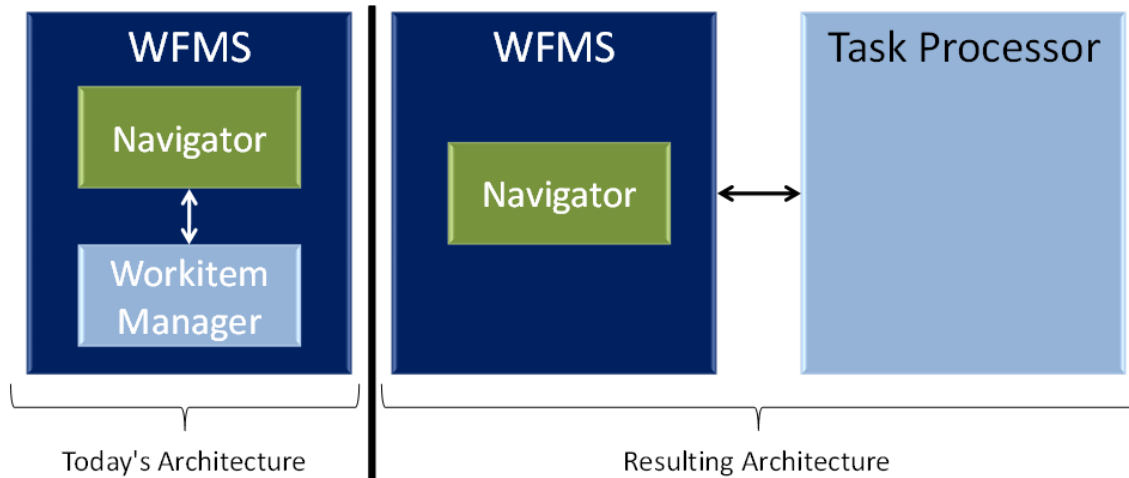 WFMS
Navigator
Workitem
Manager
Today's Architecture
WFMS
Navigator
Task Processor
Resulting Architecture